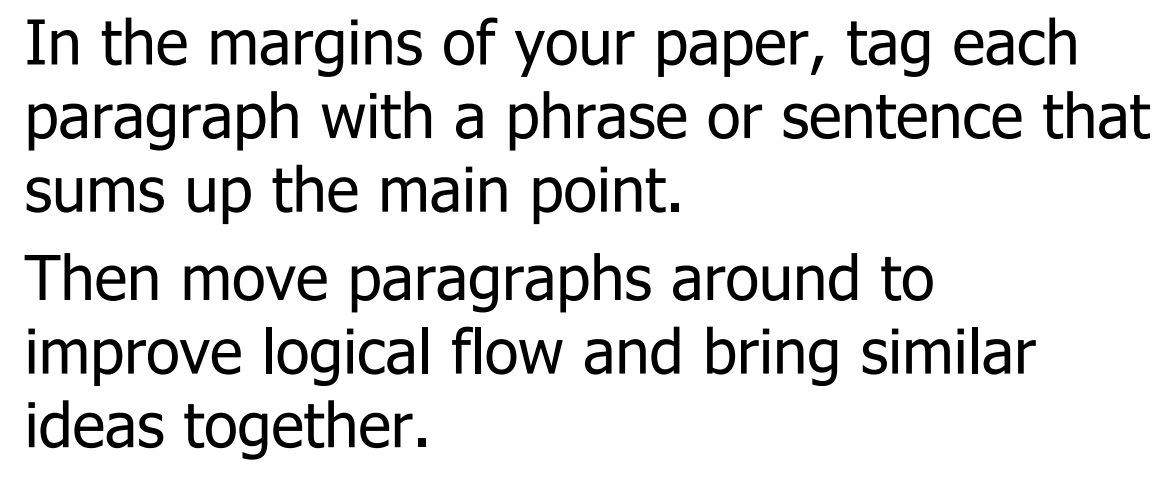 In the margins of your paper, tag each
paragraph with a phrase or sentence that
sums up the main point.
Then move paragraphs around to
improve logical flow and bring similar
ideas together.